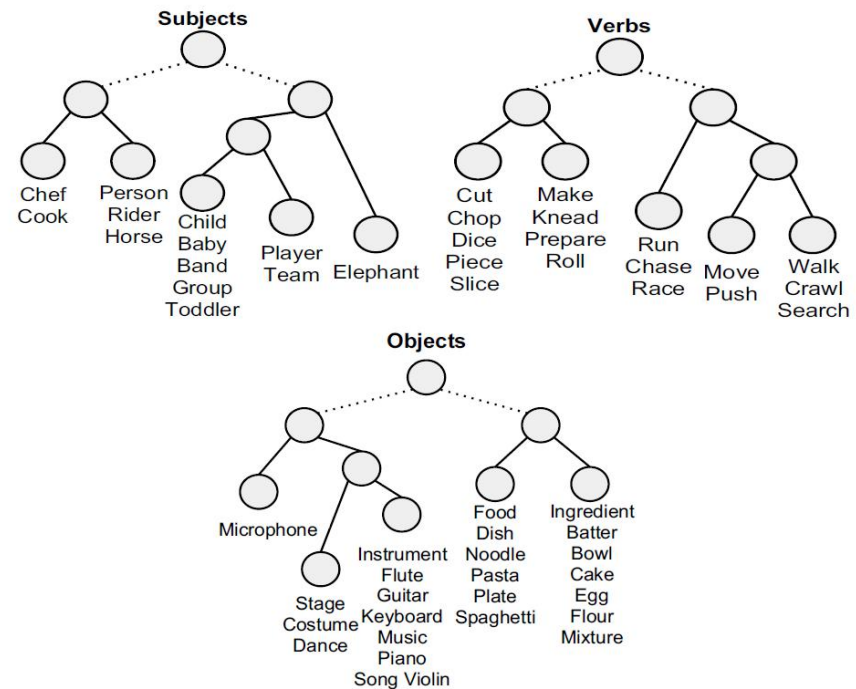 Subjects
Chef
Cook
Person
Rider
Horse
Child
Baby
Band
Group
Toddler
Player
Team
Elephant
Verbs
Cut
Chop
Dice
Piece
Slice
Make
Knead
Prepare
Roll
Run
Chase
Race
Move
Push
Walk
Crawl
Search
Objects
Microphone
Stage
Costume
Dance
Instrument
Flute
Guitar
Keyboard
Music
Piano
Song Violin
Food
Dish
Noodle
Pasta
Plate
Spaghetti
Ingredient
Batter
Bowl
Cake
Egg
Flour
Mixture